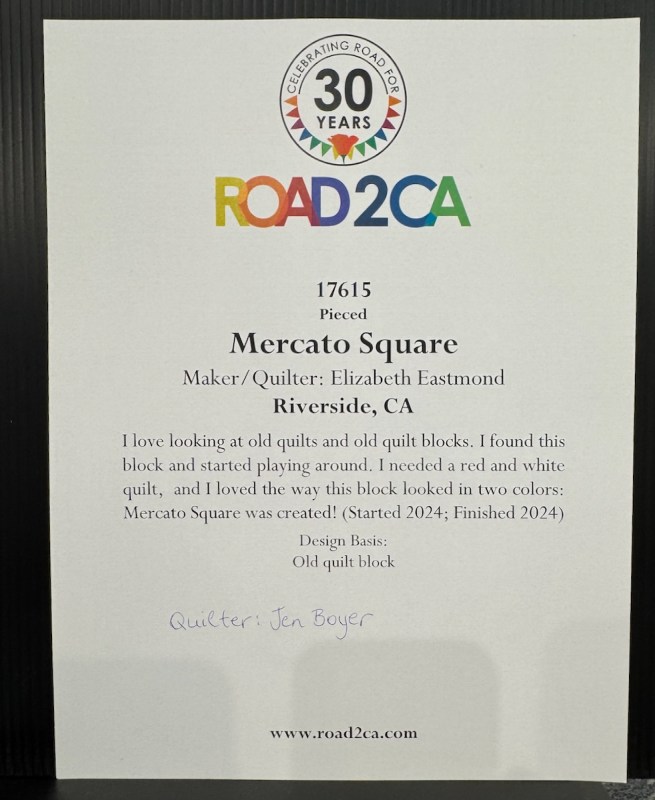 CELEBRATING ROAD FOR
30
YEARS
ROAD2CA
17615
Pieced
Mercato Square
Maker/Quilter: Elizabeth Eastmond
Riverside, CA
I love looking at old quilts and old quilt blocks. I found this
block and started playing around. I needed a red and white
quilt, and I loved the way this block looked in two colors:
Mercato Square was created! (Started 2024; Finished 2024)
Design Basis:
Old quilt block
Quilter: Jen Boyer
www.road2ca.com